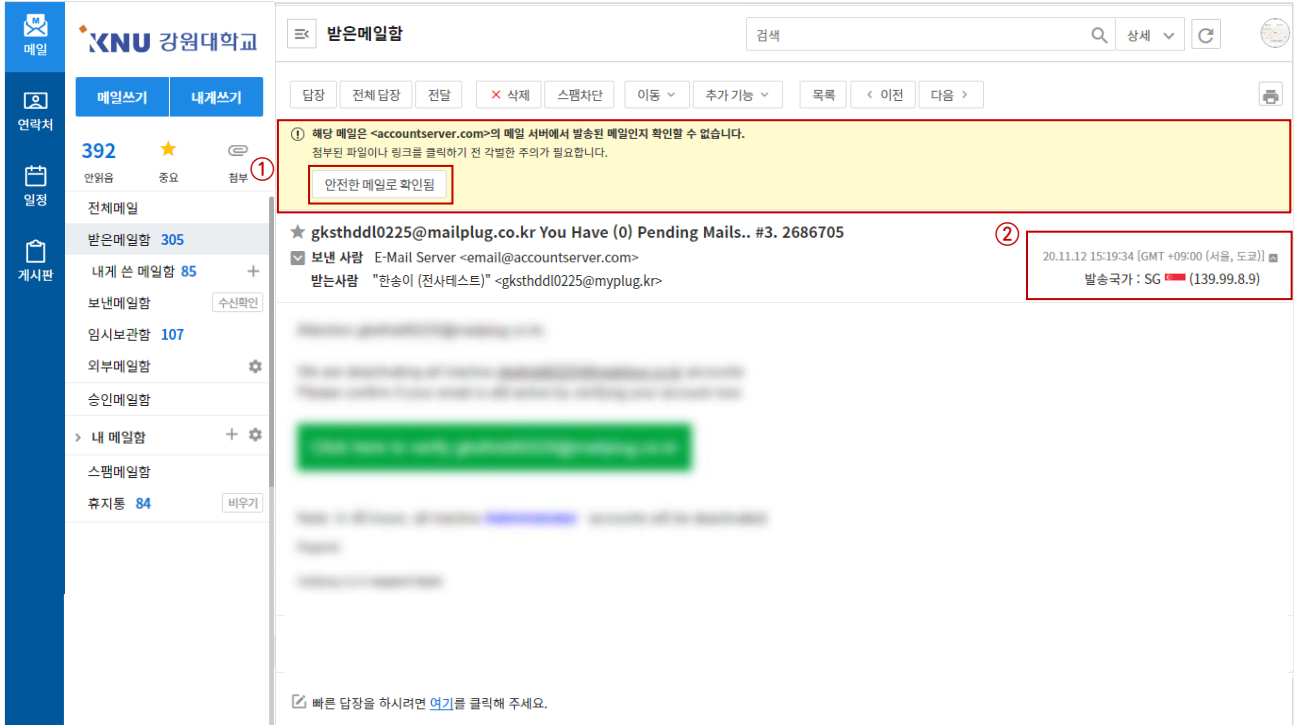 M
메일
연락처
일정
게시판
KNU 강원대학교
메일쓰기 내게쓰기
392
안읽음 중요 첨부
전체메일
받은메일함 305
내게 쓴 메일함 85
보낸메일함 수신확인
임시보관함 107
외부메일함
승인메일함
내 메일함
스팸메일함
휴지통 84 비우기
받은메일함 검색 상세
답장 전체 답장 전달 삭제 스팸차단 이동 추가 기능 목록 이전 다음
①
해당 메일은 <accountserver.com>의 메일 서버에서 발송된 메일인지 확인할 수 없습니다.
첨부된 파일이나 링크를 클릭하기 전 각별한 주의가 필요합니다.
안전한 메일로 확인됨
gksthddl0225@mailplug.co.kr You Have (0) Pending Mails.. #3. 2686705
보낸 사람 E-Mail Server <email@accountserver.com>
받는사람 "한송이 (전사테스트)" <gksthddl0225@myplug.kr>
②
20.11.12 15:19:34 [GMT +09:00 (서울, 도쿄)]
발송국가 : SG (139.99.8.9)
빠른 답장을 하시려면 여기를 클릭해 주세요.